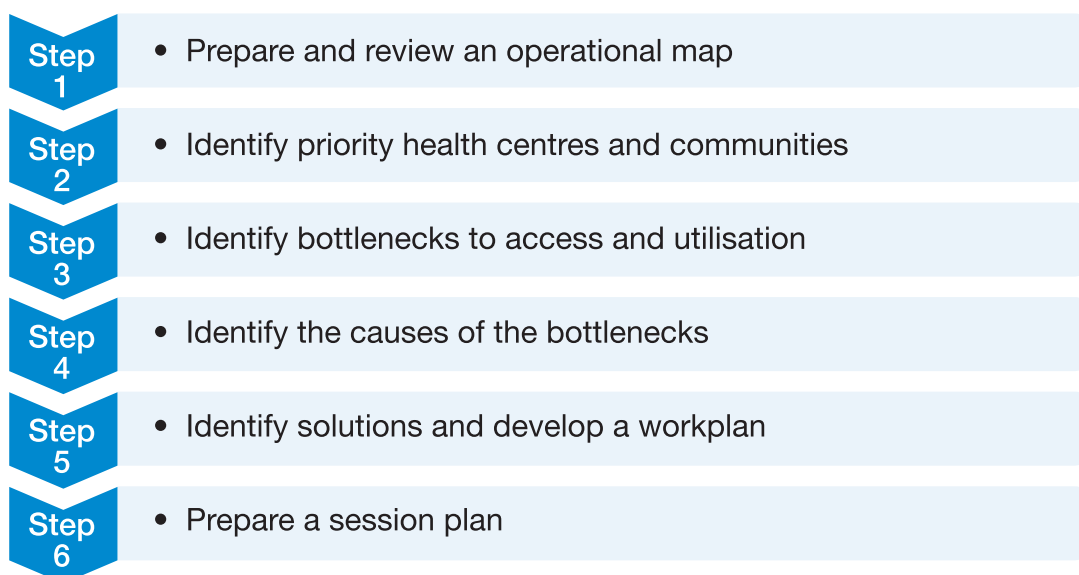 Step
1
• Prepare and review an operational map
Step
2
• Identify priority health centres and communities
Step
3
• Identify bottlenecks to access and utilisation
Step
4
• Identify the causes of the bottlenecks
Step
5
• Identify solutions and develop a workplan
Step
6
• Prepare a session plan